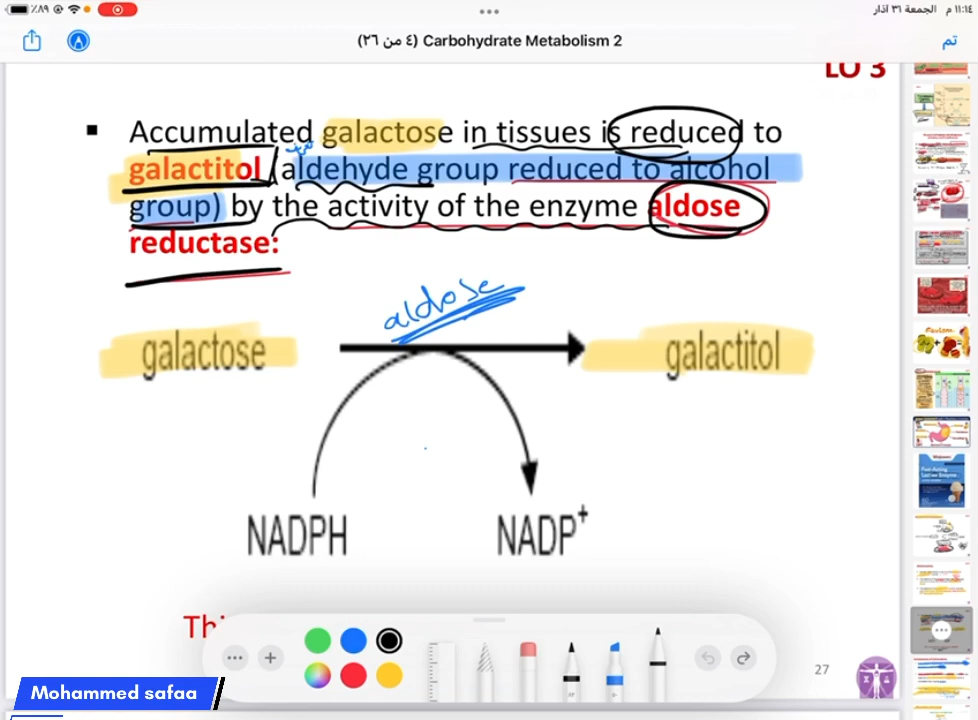 ٪٨٩
١١:١٤ م الجمعة ٣١ آذار
Carbohydrate Metabolism 2 (٤ من ٢٦)
تم
LO 3
▪ Accumulated galactose in tissues is reduced to
galactitol (aldehyde group reduced to alcohol
group) by the activity of the enzyme aldose
reductase:
aldose
galactose
galactitol
NADPH
NADP+
Thi
27
Mohammed safaa